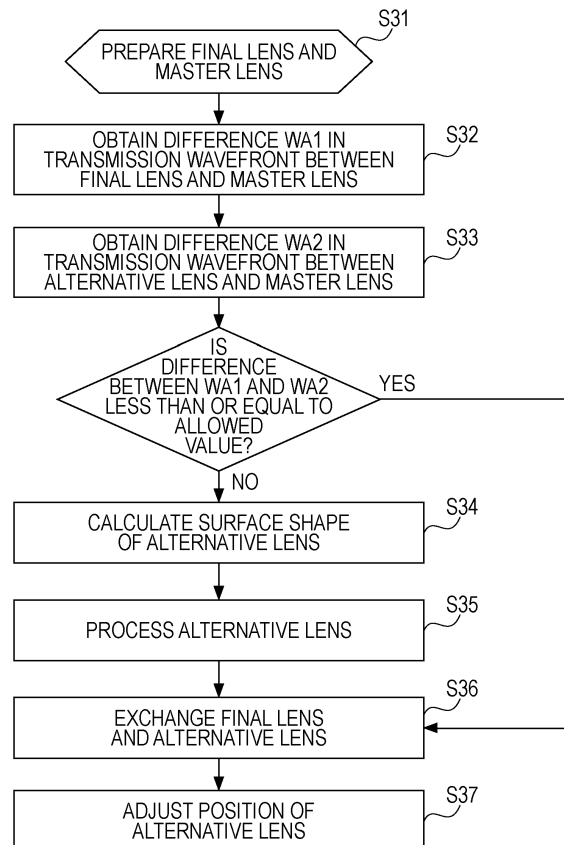 S31
PREPARE FINAL LENS AND
MASTER LENS
S32
OBTAIN DIFFERENCE WA1 IN
TRANSMISSION WAVEFRONT BETWEEN
FINAL LENS AND MASTER LENS
S33
OBTAIN DIFFERENCE WA2 IN
TRANSMISSION WAVEFRONT BETWEEN
ALTERNATIVE LENS AND MASTER LENS
IS
DIFFERENCE
BETWEEN WA1 AND WA2
LESS THAN OR EQUAL TO
ALLOWED
VALUE?
YES
NO
S34
CALCULATE SURFACE SHAPE
OF ALTERNATIVE LENS
S35
PROCESS ALTERNATIVE LENS
S36
EXCHANGE FINAL LENS
AND ALTERNATIVE LENS
S37
ADJUST POSITION OF
ALTERNATIVE LENS